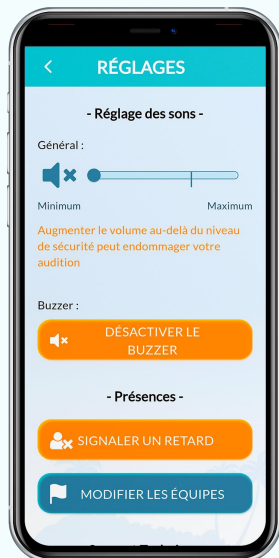 RÉGLAGES
- Réglage des sons -
Général :
Minimum Maximum
Augmenter le volume au-delà du niveau
de sécurité peut endommager votre
audition
Buzzer :
DÉSACTIVER LE
BUZZER
- Présences -
SIGNALER UN RETARD
MODIFIER LES ÉQUIPES